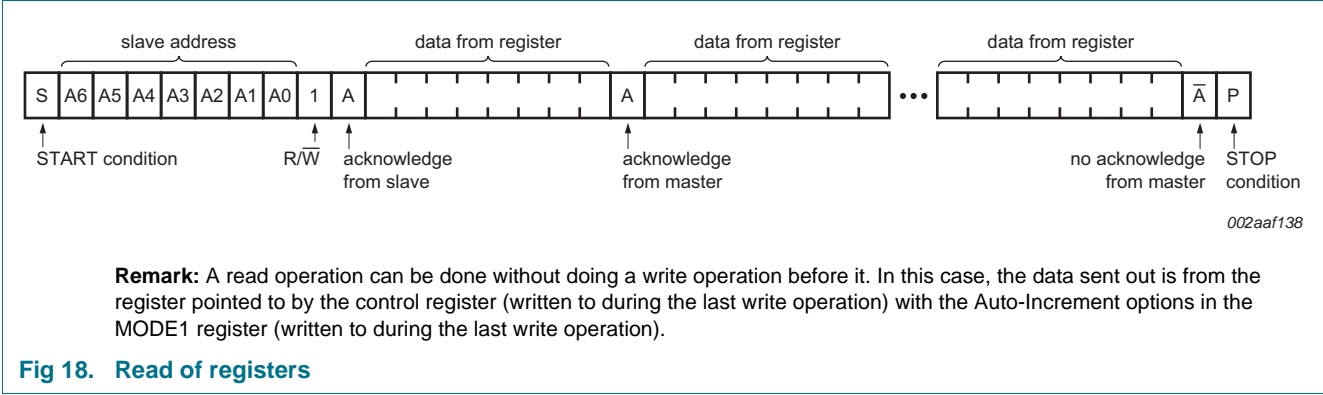 slave address data from register data from register data from register
S A6 A5 A4 A3 A2 A1 A0 1 A A A̅ P
START condition R/W̅ acknowledge acknowledge no acknowledge STOP
from slave from master from master condition
002aaf138
Remark: A read operation can be done without doing a write operation before it. In this case, the data sent out is from the
register pointed to by the control register (written to during the last write operation) with the Auto-Increment options in the
MODE1 register (written to during the last write operation).
Fig 18. Read of registers